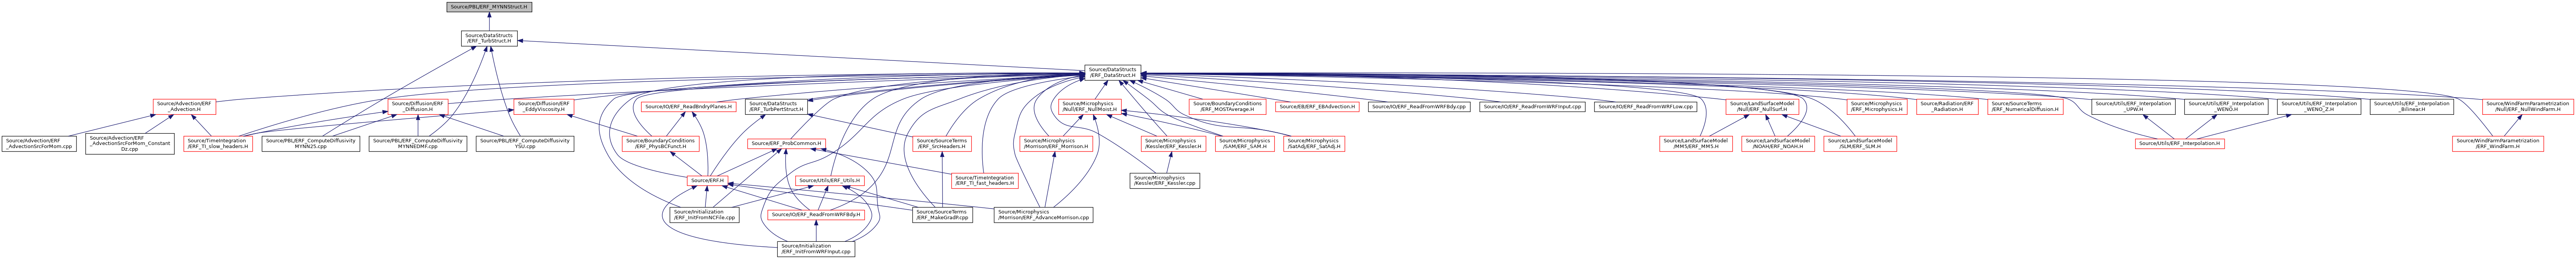 Source/PBL/ERF_MYNNStruct.H
Source/DataStructs
/ERF_TurbStruct.H
Source/DataStructs
/ERF_DataStruct.H
Source/Advection/ERF
_Advection.H
Source/Diffusion/ERF
_Diffusion.H
Source/Diffusion/ERF
_EddyViscosity.H
Source/IO/ERF_ReadBndryPlanes.H
Source/DataStructs
/ERF_TurbPertStruct.H
Source/Microphysics
/Null/ERF_NullMoist.H
Source/BoundaryConditions
/ERF_MOSTAverage.H
Source/EB/ERF_EBAdvection.H
Source/IO/ERF_ReadFromWRFBdy.cpp
Source/IO/ERF_ReadFromWRFInput.cpp
Source/IO/ERF_ReadFromWRFLow.cpp
Source/LandSurfaceModel
/Null/ERF_NullSurf.H
Source/Microphysics
/ERF_Microphysics.H
Source/Radiation/ERF
_Radiation.H
Source/SourceTerms
/ERF_NumericalDiffusion.H
Source/Utils/ERF_Interpolation
_UPW.H
Source/Utils/ERF_Interpolation
_WENO.H
Source/Utils/ERF_Interpolation
_WENO_Z.H
Source/Utils/ERF_Interpolation
_Bilinear.H
Source/WindFarmParametrization
/Null/ERF_NullWindFarm.H
Source/Advection/ERF
_AdvectionSrcForMom.cpp
Source/Advection/ERF
_AdvectionSrcForMom_Constant
Dz.cpp
Source/TimeIntegration
/ERF_TI_slow_headers.H
Source/PBL/ERF_ComputeDiffusivity
MYNN25.cpp
Source/PBL/ERF_ComputeDiffusivity
MYNNEDMF.cpp
Source/PBL/ERF_ComputeDiffusivity
YSU.cpp
Source/BoundaryConditions
/ERF_PhysBCFunct.H
Source/ERF_ProbCommon.H
Source/SourceTerms
/ERF_SrcHeaders.H
Source/Microphysics
/Morrison/ERF_Morrison.H
Source/Microphysics
/Kessler/ERF_Kessler.H
Source/Microphysics
/SAM/ERF_SAM.H
Source/Microphysics
/SatAdj/ERF_SatAdj.H
Source/LandSurfaceModel
/MM5/ERF_MM5.H
Source/LandSurfaceModel
/NOAH/ERF_NOAH.H
Source/LandSurfaceModel
/SLM/ERF_SLM.H
Source/Utils/ERF_Interpolation.H
Source/WindFarmParametrization
/ERF_WindFarm.H
Source/ERF.H
Source/Utils/ERF_Utils.H
Source/TimeIntegration
/ERF_TI_fast_headers.H
Source/Microphysics
/Kessler/ERF_Kessler.cpp
Source/Initialization
/ERF_InitFromNCFile.cpp
Source/IO/ERF_ReadFromWRFBdy.H
Source/SourceTerms
/ERF_MakeGradP.cpp
Source/Microphysics
/Morrison/ERF_AdvanceMorrison.cpp
Source/Initialization
/ERF_InitFromWRFInput.cpp